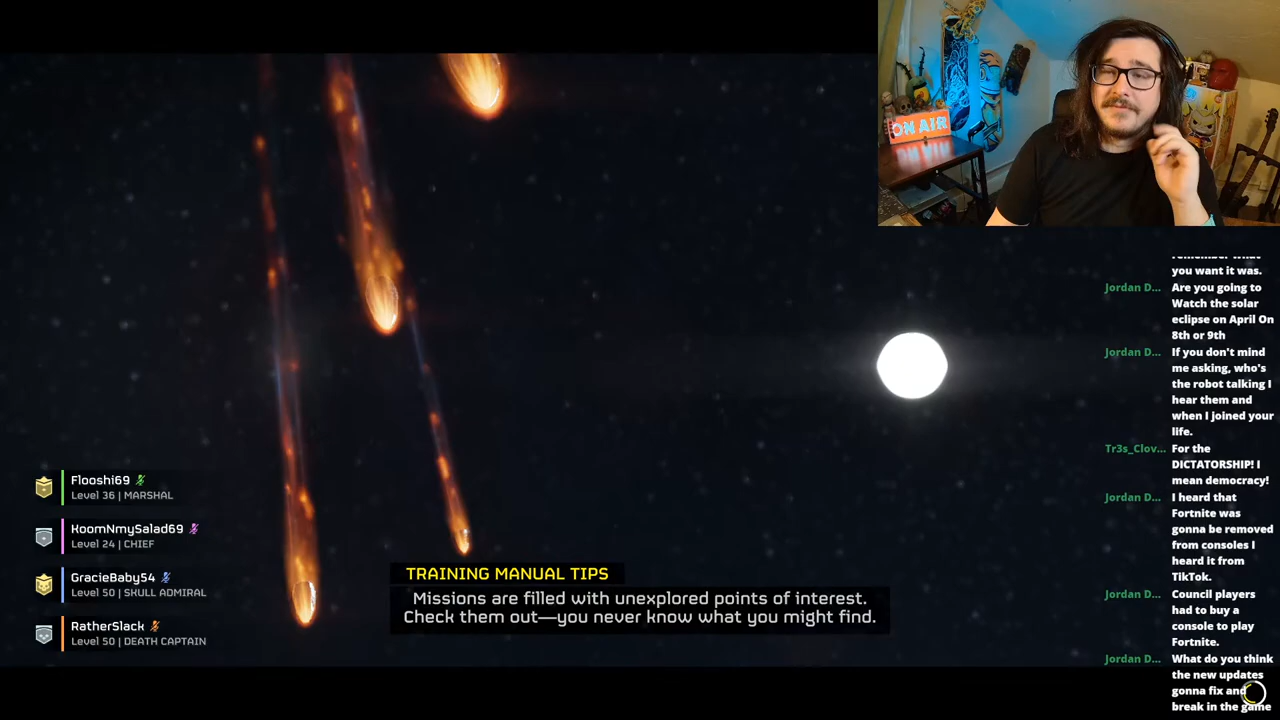 ON AIR
remember what
you want it was.
Jordan D... Are you going to
Watch the solar
eclipse on April On
8th or 9th
Jordan D... If you don't mind
me asking, who's
the robot talking I
hear them and
when I joined your
life.
Tr3s_Clov... For the
DICTATORSHIP! I
mean democracy!
Jordan D... I heard that
Fortnite was
gonna be removed
from consoles I
heard it from
TikTok.
Jordan D... Council players
had to buy a
console to play
Fortnite.
Jordan D... What do you think
the new updates
gonna fix and
break in the game
Flooshi69
Level 36 | MARSHAL
KoomNmySalad69
Level 24 | CHIEF
GracieBaby54
Level 50 | SKULL ADMIRAL
RatherSlack
Level 50 | DEATH CAPTAIN
TRAINING MANUAL TIPS
Missions are filled with unexplored points of interest.
Check them out—you never know what you might find.